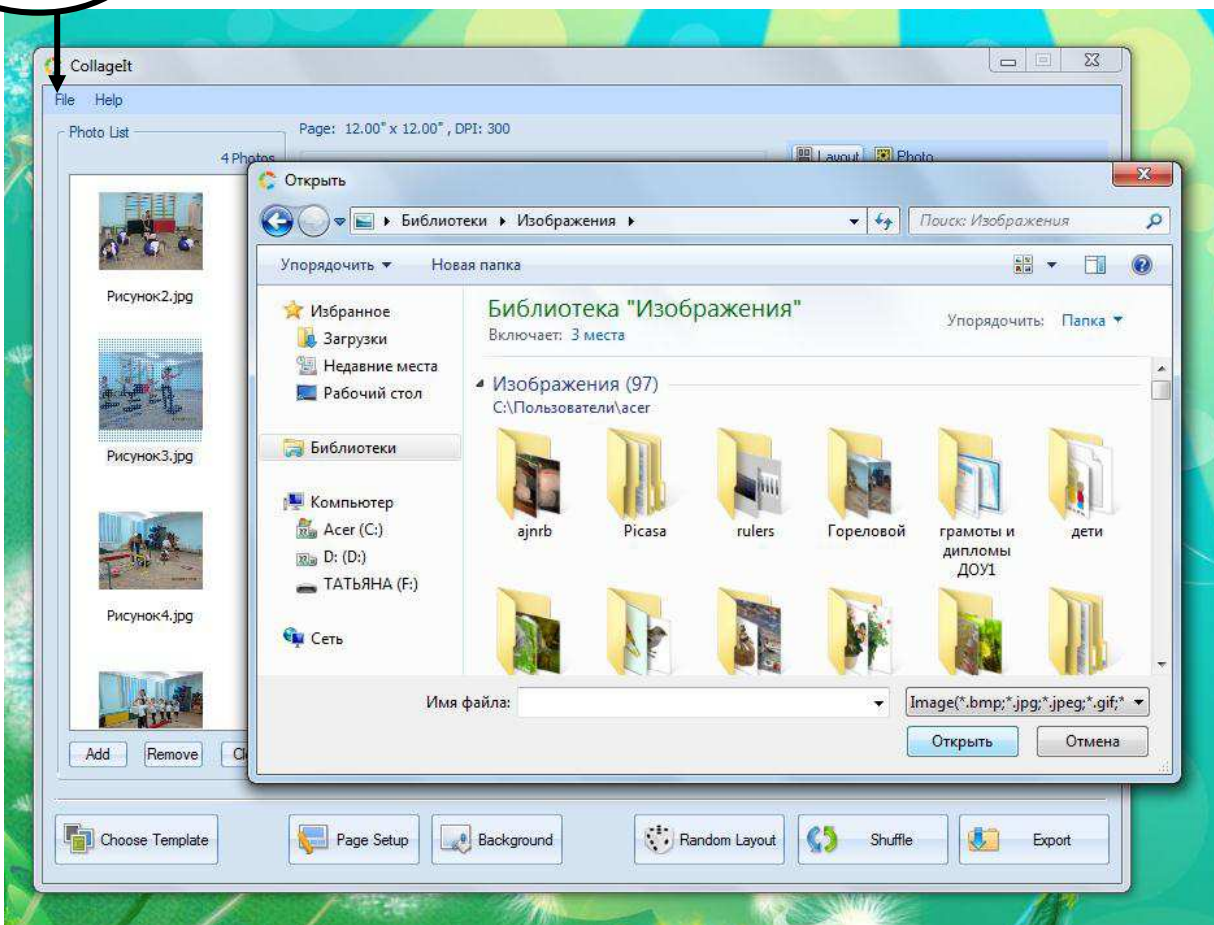 CollageIt
File Help
Photo List
Page: 12.00" x 12.00" , DPI: 300
4 Photos
Layout Photo
Рисунок2.jpg
Рисунок3.jpg
Рисунок4.jpg
Add Remove
Открыть
Библиотеки Изображения
Поиск: Изображения
Упорядочить Новая папка
Избранное
Загрузки
Недавние места
Рабочий стол
Библиотеки
Компьютер
Acer (C:)
D: (D:)
ТАТЬЯНА (F:)
Сеть
Библиотека "Изображения"
Включает: 3 места
Упорядочить: Папка
Изображения (97)
C:\Пользователи\acer
ajnrb Picasa rulers Гореловой грамоты и дети
дипломы
ДОУ1
Имя файла:
Image(*.bmp;*.jpg;*.jpeg;*.gif;*
Открыть Отмена
Choose Template Page Setup Background Random Layout Shuffle Export